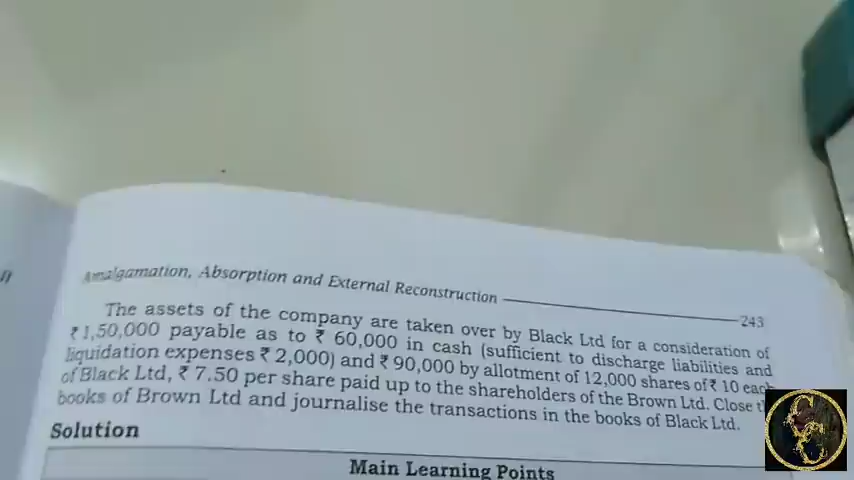 Amalgamation, Absorption and External Reconstruction 243
The assets of the company are taken over by Black Ltd for a consideration of
₹1,50,000 payable as to ₹ 60,000 in cash (sufficient to discharge liabilities and
liquidation expenses ₹ 2,000) and ₹ 90,000 by allotment of 12,000 shares of ₹ 10 each
of Black Ltd, ₹ 7.50 per share paid up to the shareholders of the Brown Ltd. Close
books of Brown Ltd and journalise the transactions in the books of Black Ltd.
Solution
Main Learning Points